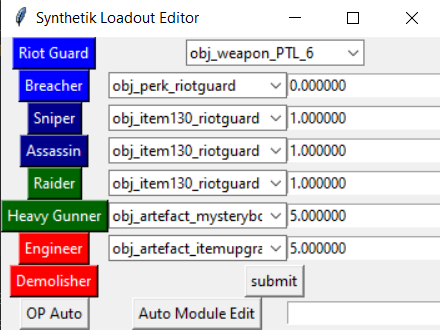 Synthetik Loadout Editor
Riot Guard obj_weapon_PTL_6
Breacher obj_perk_riotguard 0.000000
Sniper obj_item130_riotguard 1.000000
Assassin obj_item130_riotguard 1.000000
Raider obj_item130_riotguard 1.000000
Heavy Gunner obj_artefact_mysterybo 5.000000
Engineer obj_artefact_itemupgra 5.000000
Demolisher submit
OP Auto Auto Module Edit